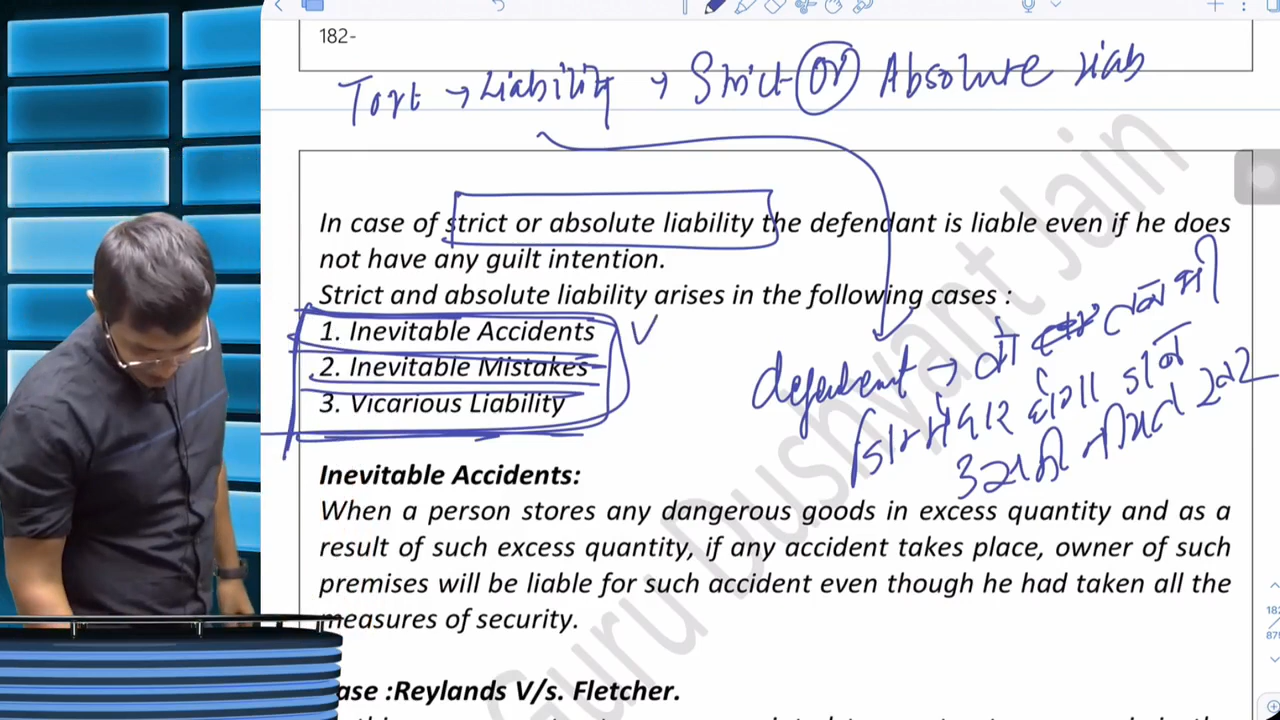 182-
Tort → Liability → Strict or Absolute Liab
In case of strict or absolute liability the defendant is liable even if he does
not have any guilt intention.
Strict and absolute liability arises in the following cases :
1. Inevitable Accidents
2. Inevitable Mistakes
3. Vicarious Liability
defendent →
Inevitable Accidents:
When a person stores any dangerous goods in excess quantity and as a
result of such excess quantity, if any accident takes place, owner of such
premises will be liable for such accident even though he had taken all the
measures of security.
ase :Reylands V/s. Fletcher.
Guru Dushyant Jain
182